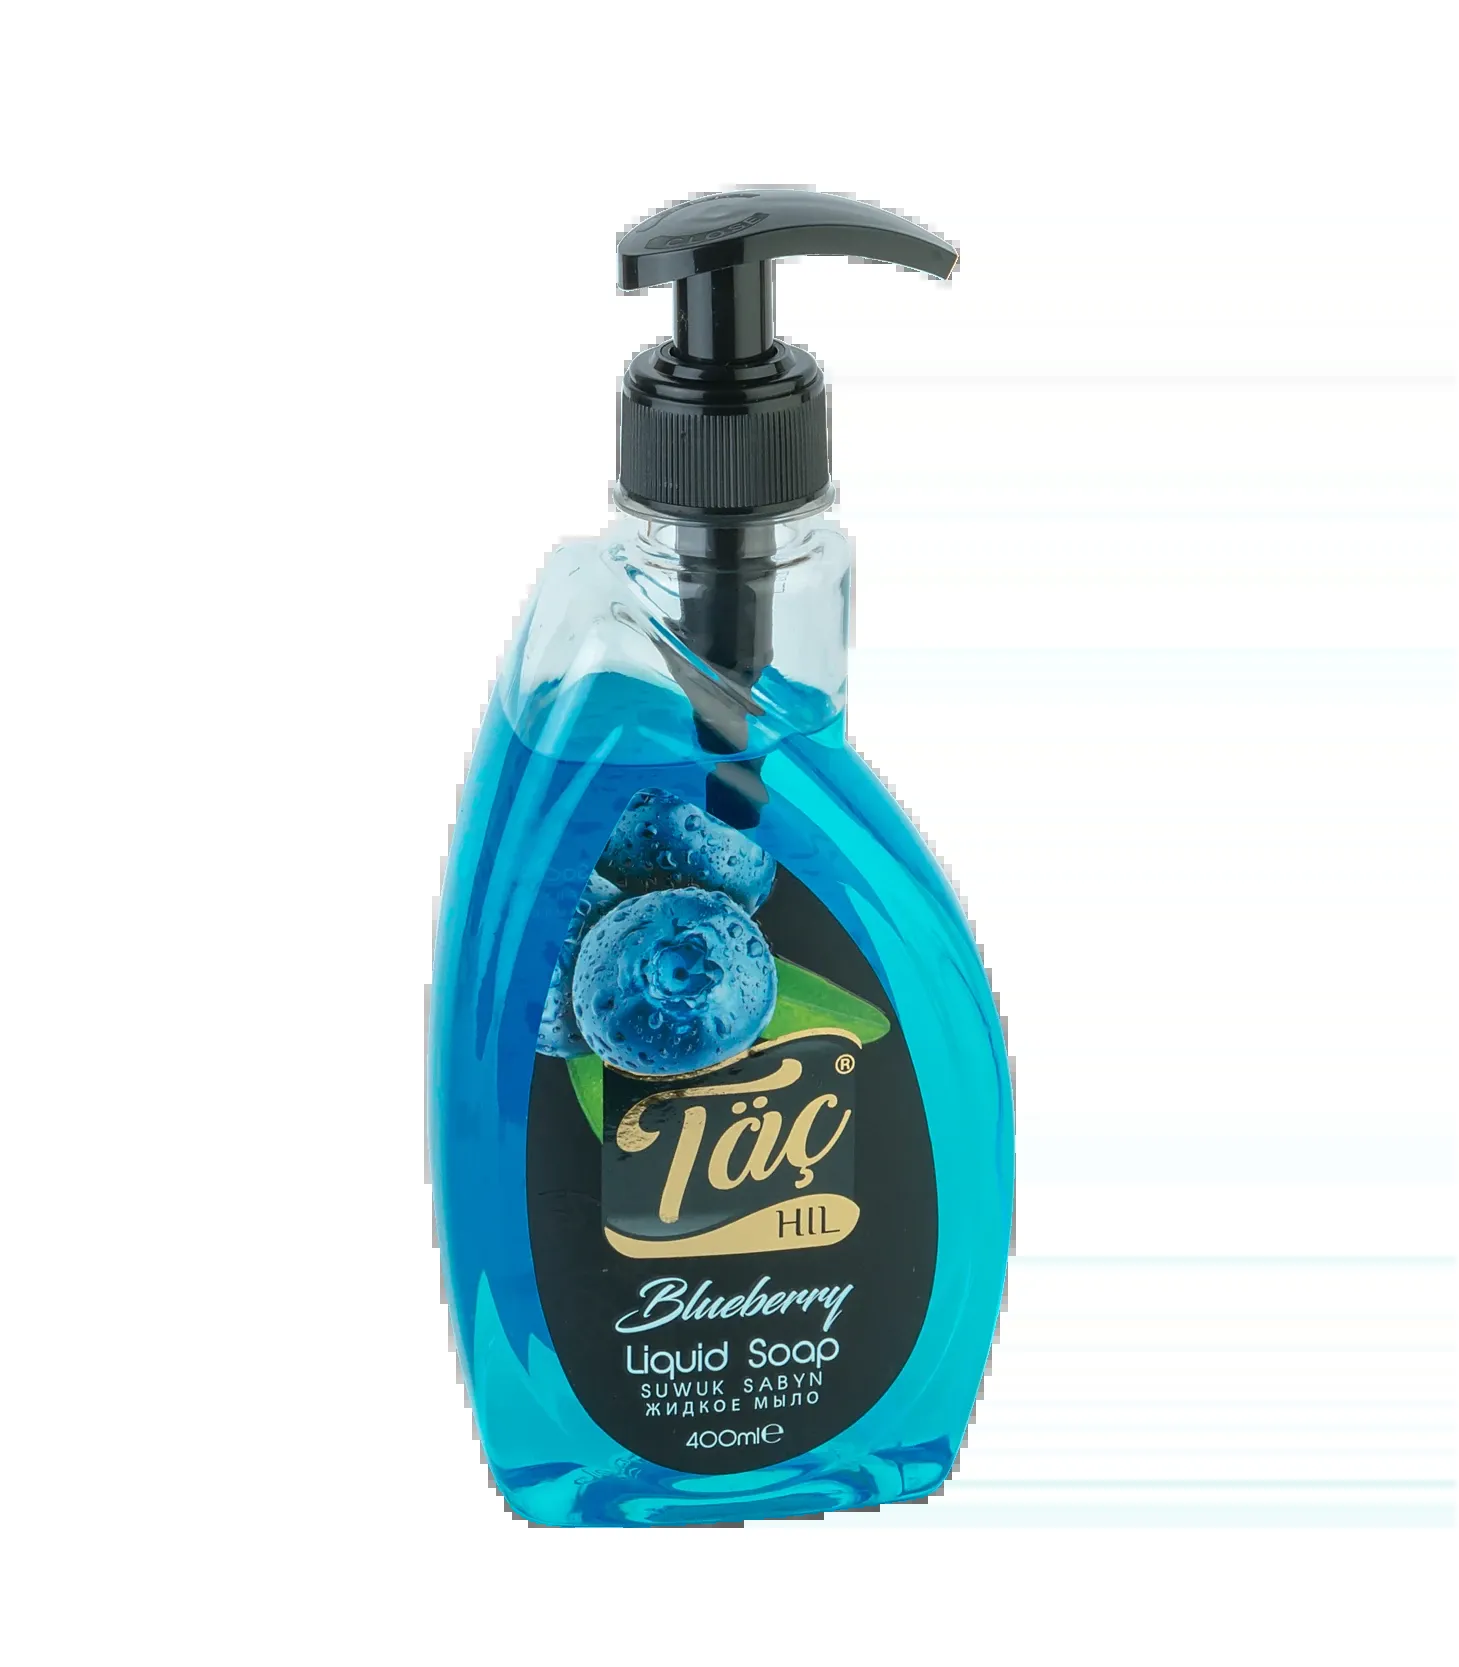 CLOSE
Täç®
HIL
Blueberry
Liquid Soap
SUWUK SABYN
ЖИДКОЕ МЫЛО
400ml℮